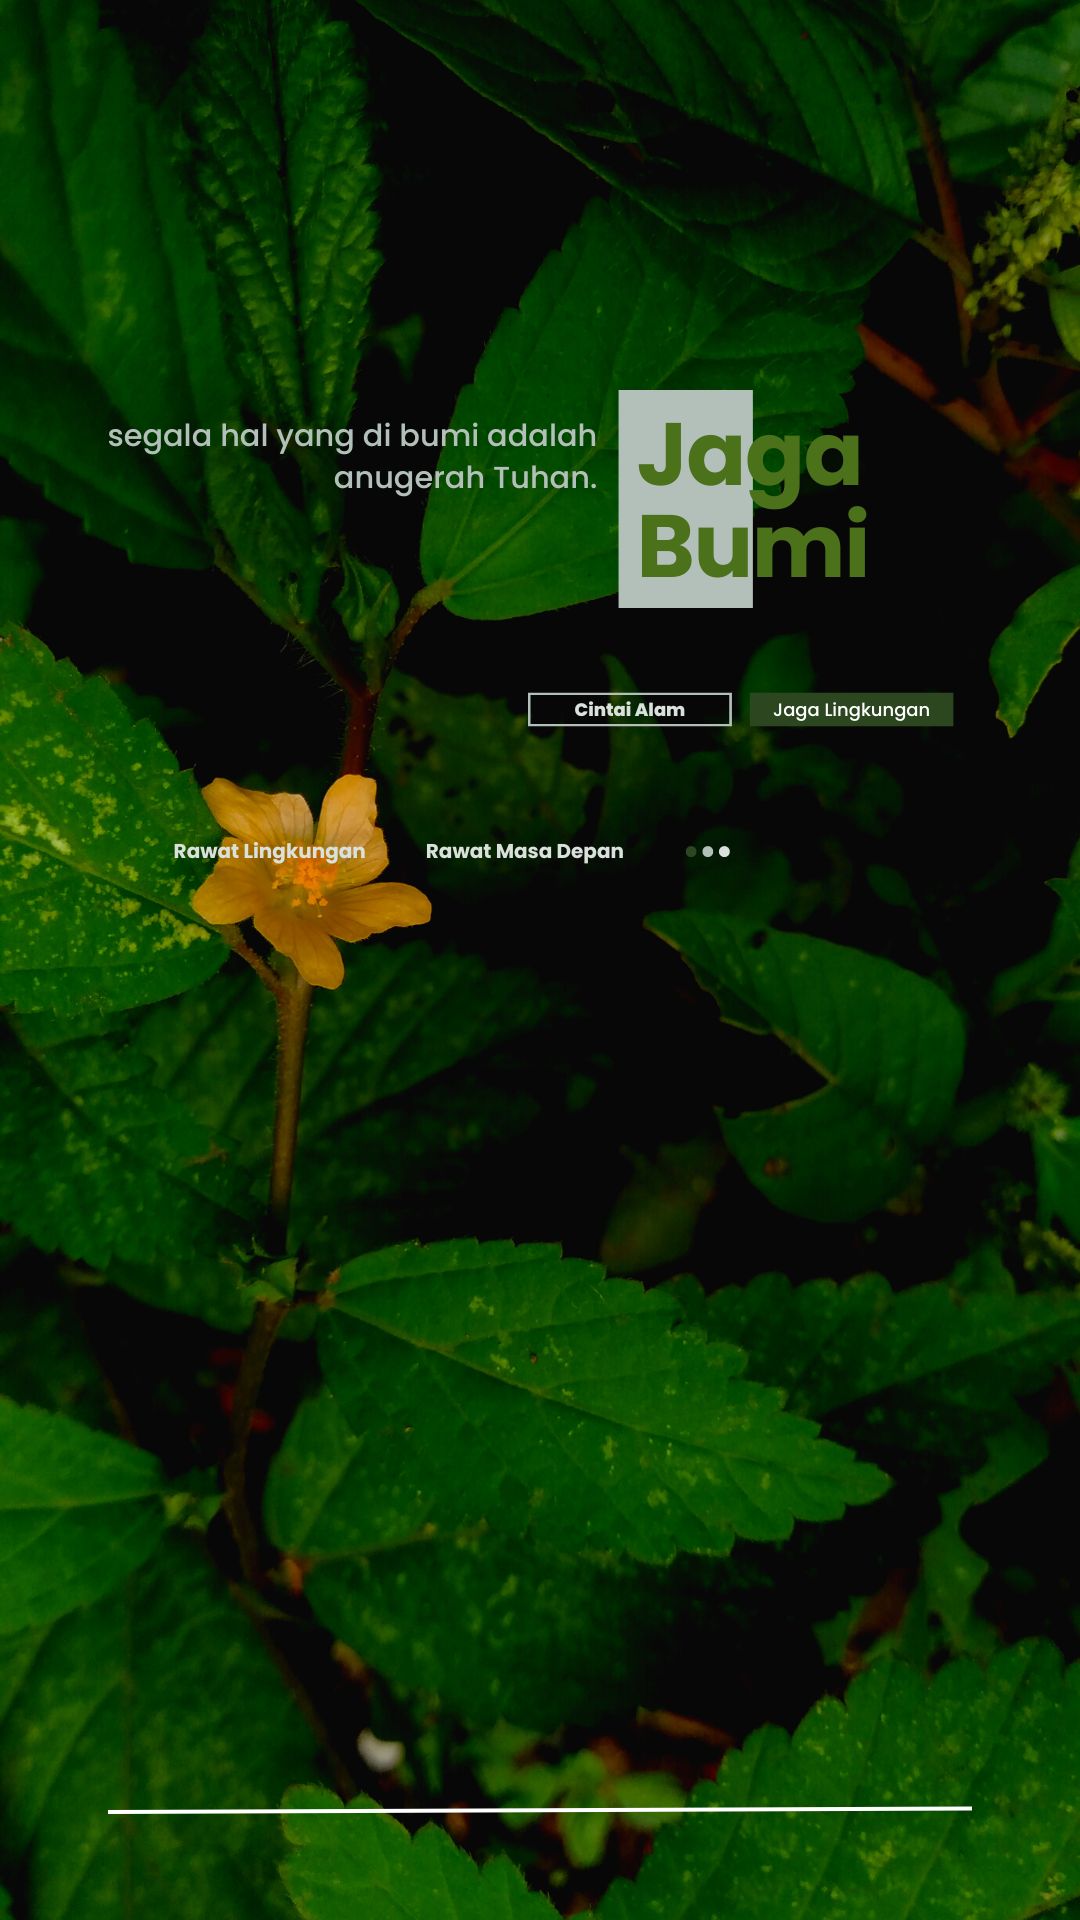 segala hal yang di bumi adalah
anugerah Tuhan.
Jaga
Bumi
Cintai Alam
Jaga Lingkungan
Rawat Lingkungan
Rawat Masa Depan